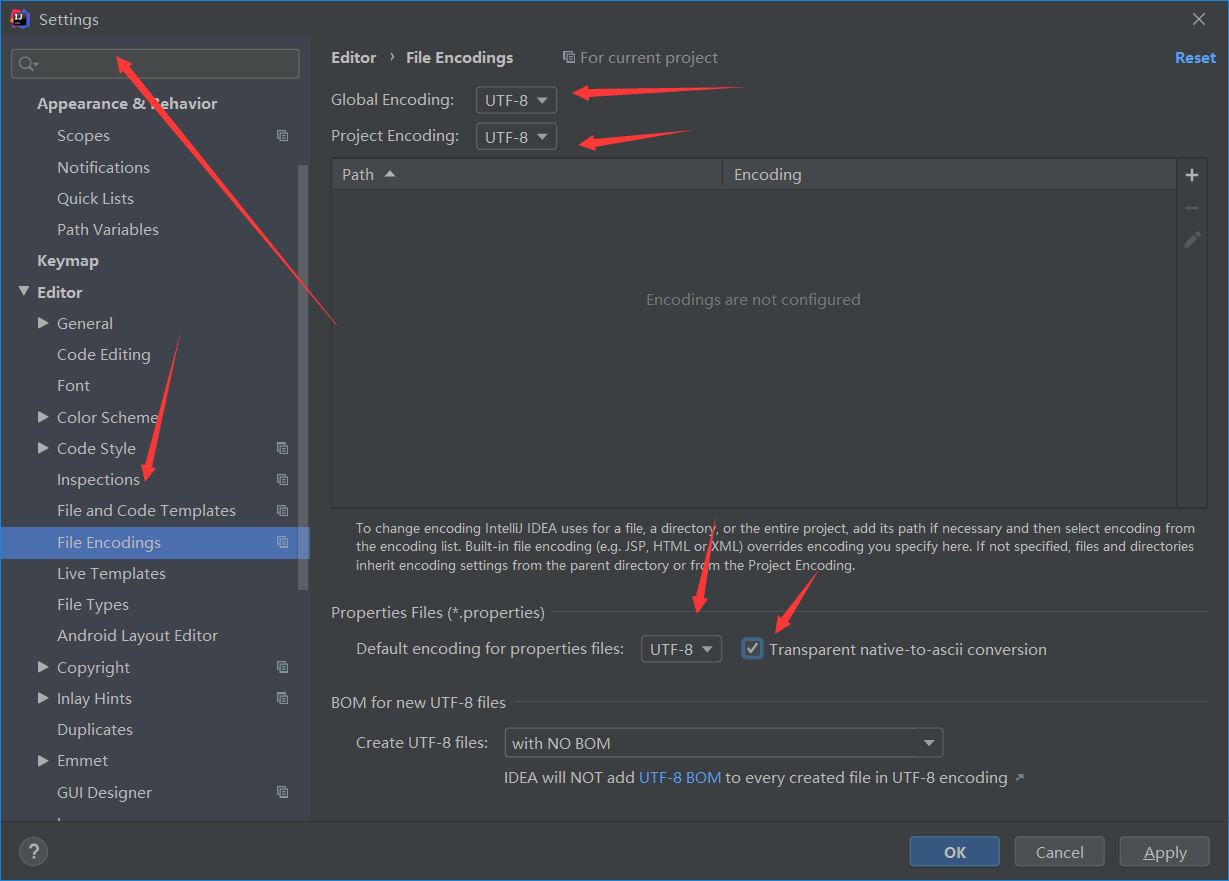 Settings
Appearance & Behavior
Scopes
Notifications
Quick Lists
Path Variables
Keymap
Editor
General
Code Editing
Font
Color Scheme
Code Style
Inspections
File and Code Templates
File Encodings
Live Templates
File Types
Android Layout Editor
Copyright
Inlay Hints
Duplicates
Emmet
GUI Designer
Editor › File Encodings For current project Reset
Global Encoding: UTF-8
Project Encoding: UTF-8
Path Encoding
Encodings are not configured
To change encoding IntelliJ IDEA uses for a file, a directory, or the entire project, add its path if necessary and then select encoding from
the encoding list. Built-in file encoding (e.g. JSP, HTML or XML) overrides encoding you specify here. If not specified, files and directories
inherit encoding settings from the parent directory or from the Project Encoding.
Properties Files (*.properties)
Default encoding for properties files: UTF-8 Transparent native-to-ascii conversion
BOM for new UTF-8 files
Create UTF-8 files: with NO BOM
IDEA will NOT add UTF-8 BOM to every created file in UTF-8 encoding
? OK Cancel Apply